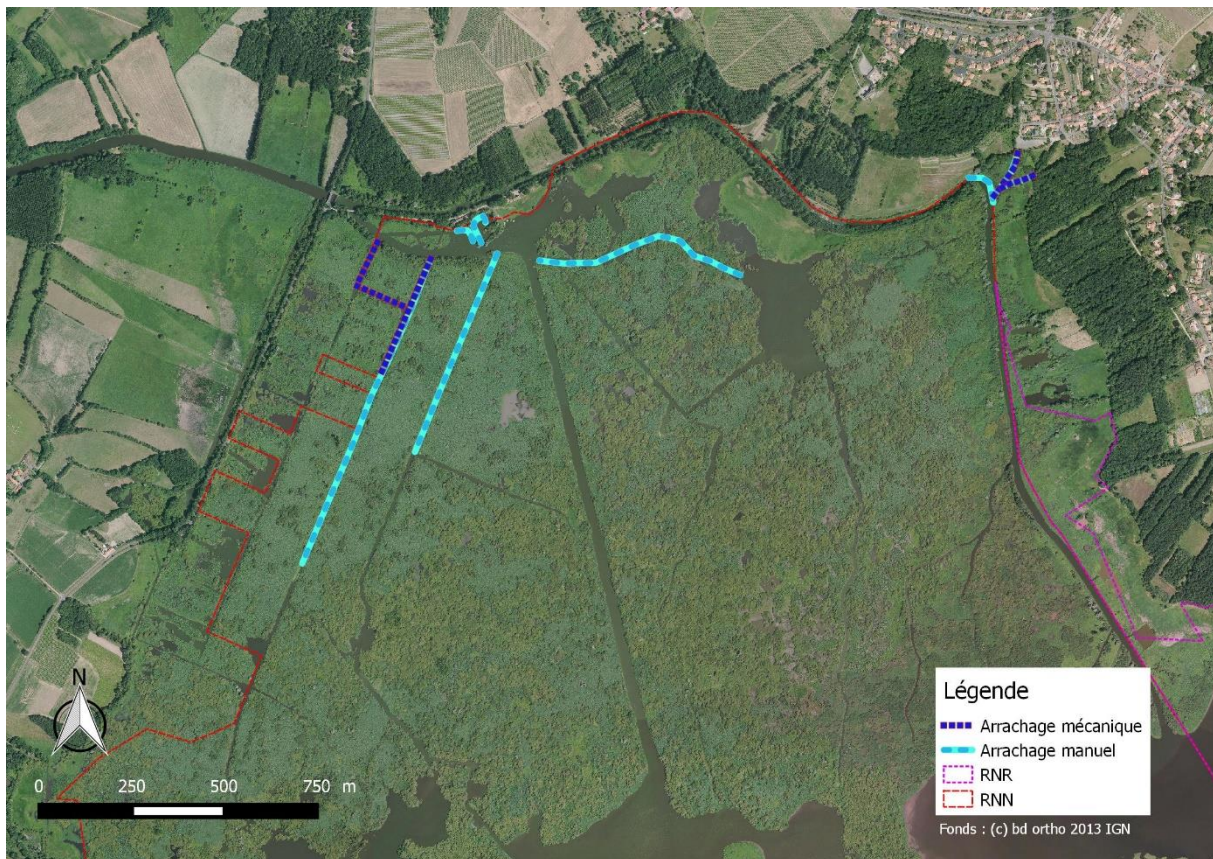 N
0 250 500 750 m
Légende
Arrachage mécanique
Arrachage manuel
RNR
RNN
Fonds : (c) bd ortho 2013 IGN